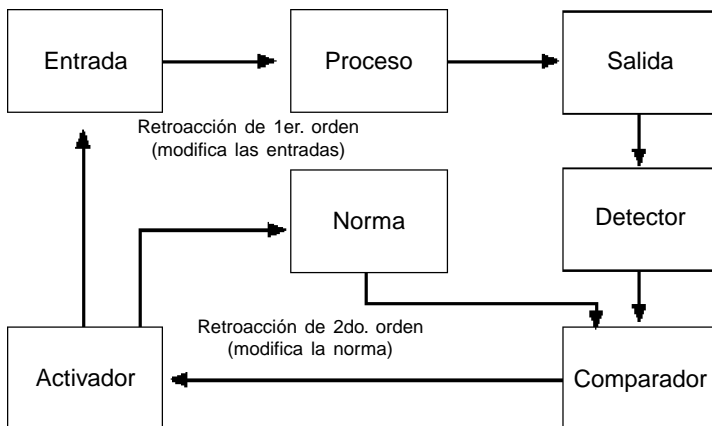 Entrada
Proceso
Salida
Retroacción de 1er. orden
(modifica las entradas)
Norma
Detector
Retroacción de 2do. orden
(modifica la norma)
Activador
Comparador